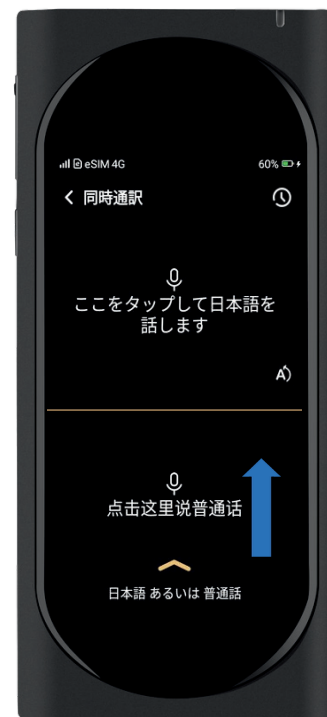 eSIM 4G 60%
同時通訳
ここをタップして日本語を
話します
A
点击这里说普通话
日本語 あるいは 普通話